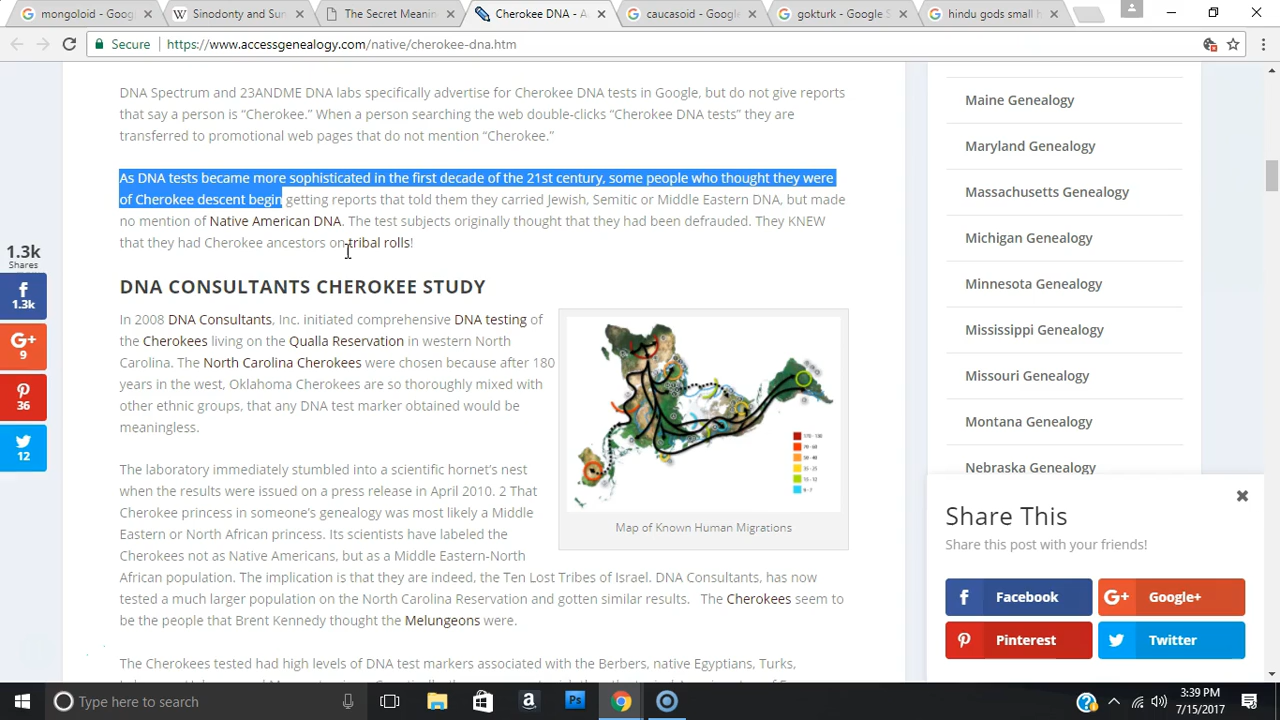 mongoloid - Google
Sinodonty and Sun
The Secret Meanin
Cherokee DNA - A
caucasoid - Google
gokturk - Google S
hindu gods small b
Secure
https://www.accessgenealogy.com/native/cherokee-dna.htm
DNA Spectrum and 23ANDME DNA labs specifically advertise for Cherokee DNA tests in Google, but do not give reports
that say a person is “Cherokee.” When a person searching the web double-clicks “Cherokee DNA tests” they are
transferred to promotional web pages that do not mention “Cherokee.”
As DNA tests became more sophisticated in the first decade of the 21st century, some people who thought they were
of Cherokee descent begin getting reports that told them they carried Jewish, Semitic or Middle Eastern DNA, but made
no mention of Native American DNA. The test subjects originally thought that they had been defrauded. They KNEW
that they had Cherokee ancestors on tribal rolls!
DNA CONSULTANTS CHEROKEE STUDY
In 2008 DNA Consultants, Inc. initiated comprehensive DNA testing of
the Cherokees living on the Qualla Reservation in western North
Carolina. The North Carolina Cherokees were chosen because after 180
years in the west, Oklahoma Cherokees are so thoroughly mixed with
other ethnic groups, that any DNA test marker obtained would be
meaningless.
The laboratory immediately stumbled into a scientific hornet’s nest
when the results were issued on a press release in April 2010. 2 That
Cherokee princess in someone’s genealogy was most likely a Middle
Eastern or North African princess. Its scientists have labeled the
Cherokees not as Native Americans, but as a Middle Eastern-North
African population. The implication is that they are indeed, the Ten Lost Tribes of Israel. DNA Consultants, has now
tested a much larger population on the North Carolina Reservation and gotten similar results. The Cherokees seem to
be the people that Brent Kennedy thought the Melungeons were.
The Cherokees tested had high levels of DNA test markers associated with the Berbers, native Egyptians, Turks,
Map of Known Human Migrations
1.3k
Shares
1.3k
G+
9
36
12
Maine Genealogy
Maryland Genealogy
Massachusetts Genealogy
Michigan Genealogy
Minnesota Genealogy
Mississippi Genealogy
Missouri Genealogy
Montana Genealogy
Nebraska Genealogy
Share This
Share this post with your friends!
Facebook
G+ Google+
Pinterest
Twitter
Type here to search
3:39 PM
7/15/2017